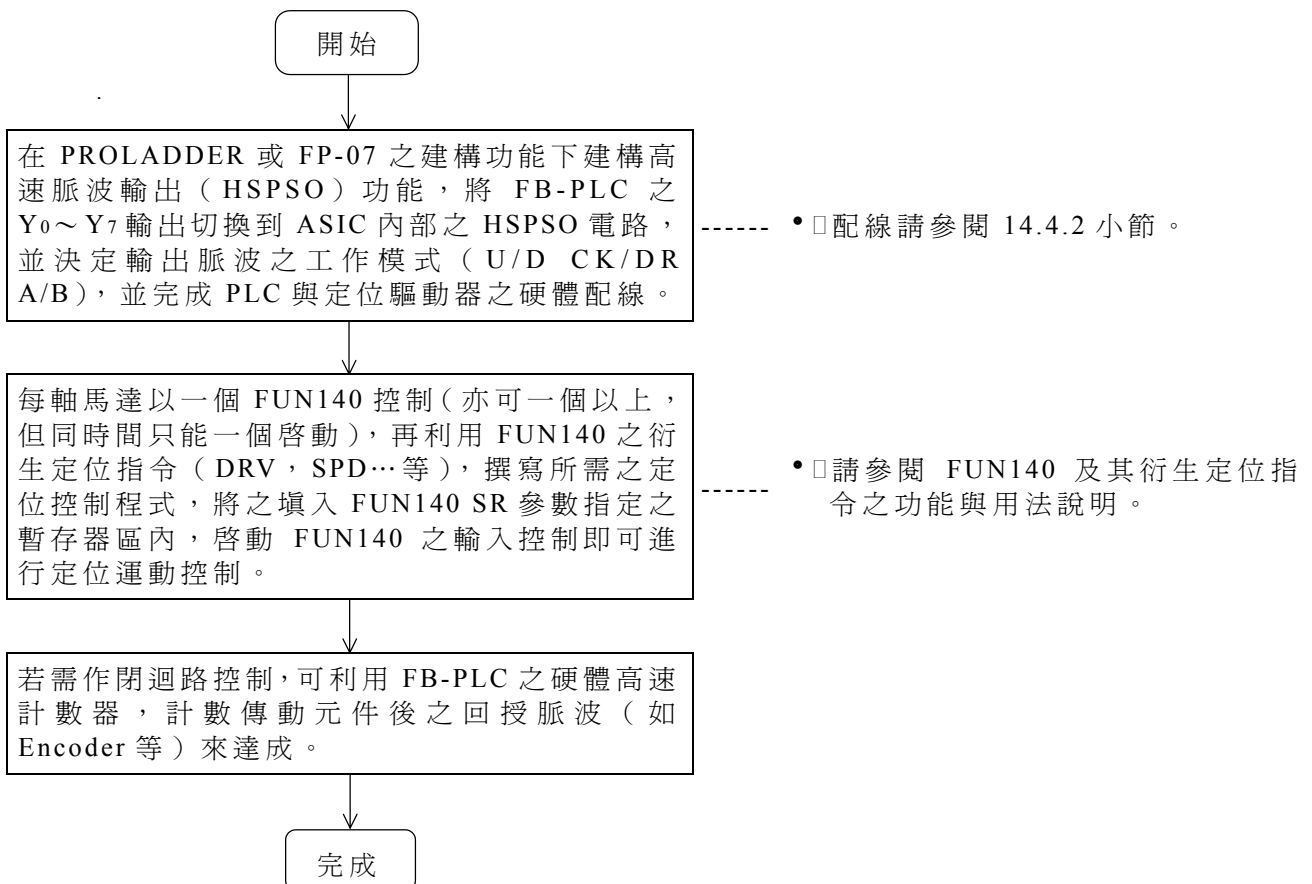 開始
在 PROLADDER 或 FP-07 之建構功能下建構高
速脈波輸出（HSPSO）功能，將 FB-PLC 之
Y0～Y7 輸出切換到 ASIC 內部之 HSPSO 電路，
並決定輸出脈波之工作模式（U/D CK/DR
A/B），並完成 PLC 與定位驅動器之硬體配線。
------ •□配線請參閱 14.4.2 小節。
每軸馬達以一個 FUN140 控制（亦可一個以上，
但同時間只能一個啓動），再利用 FUN140 之衍
生定位指令（DRV，SPD…等），撰寫所需之定
位控制程式，將之填入 FUN140 SR 參數指定之
暫存器區內，啓動 FUN140 之輸入控制即可進
行定位運動控制。
------ •□請參閱 FUN140 及其衍生定位指
令之功能與用法說明。
若需作閉迴路控制，可利用 FB-PLC 之硬體高速
計數器，計數傳動元件後之回授脈波（如
Encoder 等）來達成。
完成